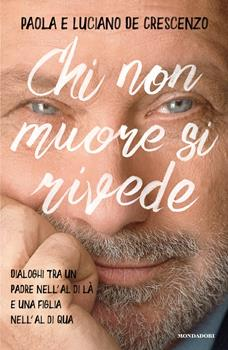 PAOLA E LUCIANO DE CRESCENZO
Chi non
muore si
rivede
DIALOGHI TRA UN
PADRE NELL'AL DI LÀ
E UNA FIGLIA
NELL'AL DI QUA
MONDADORI